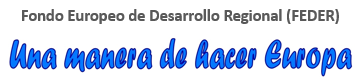 Fondo Europeo de Desarrollo Regional (FEDER)
Una manera de hacer Europa